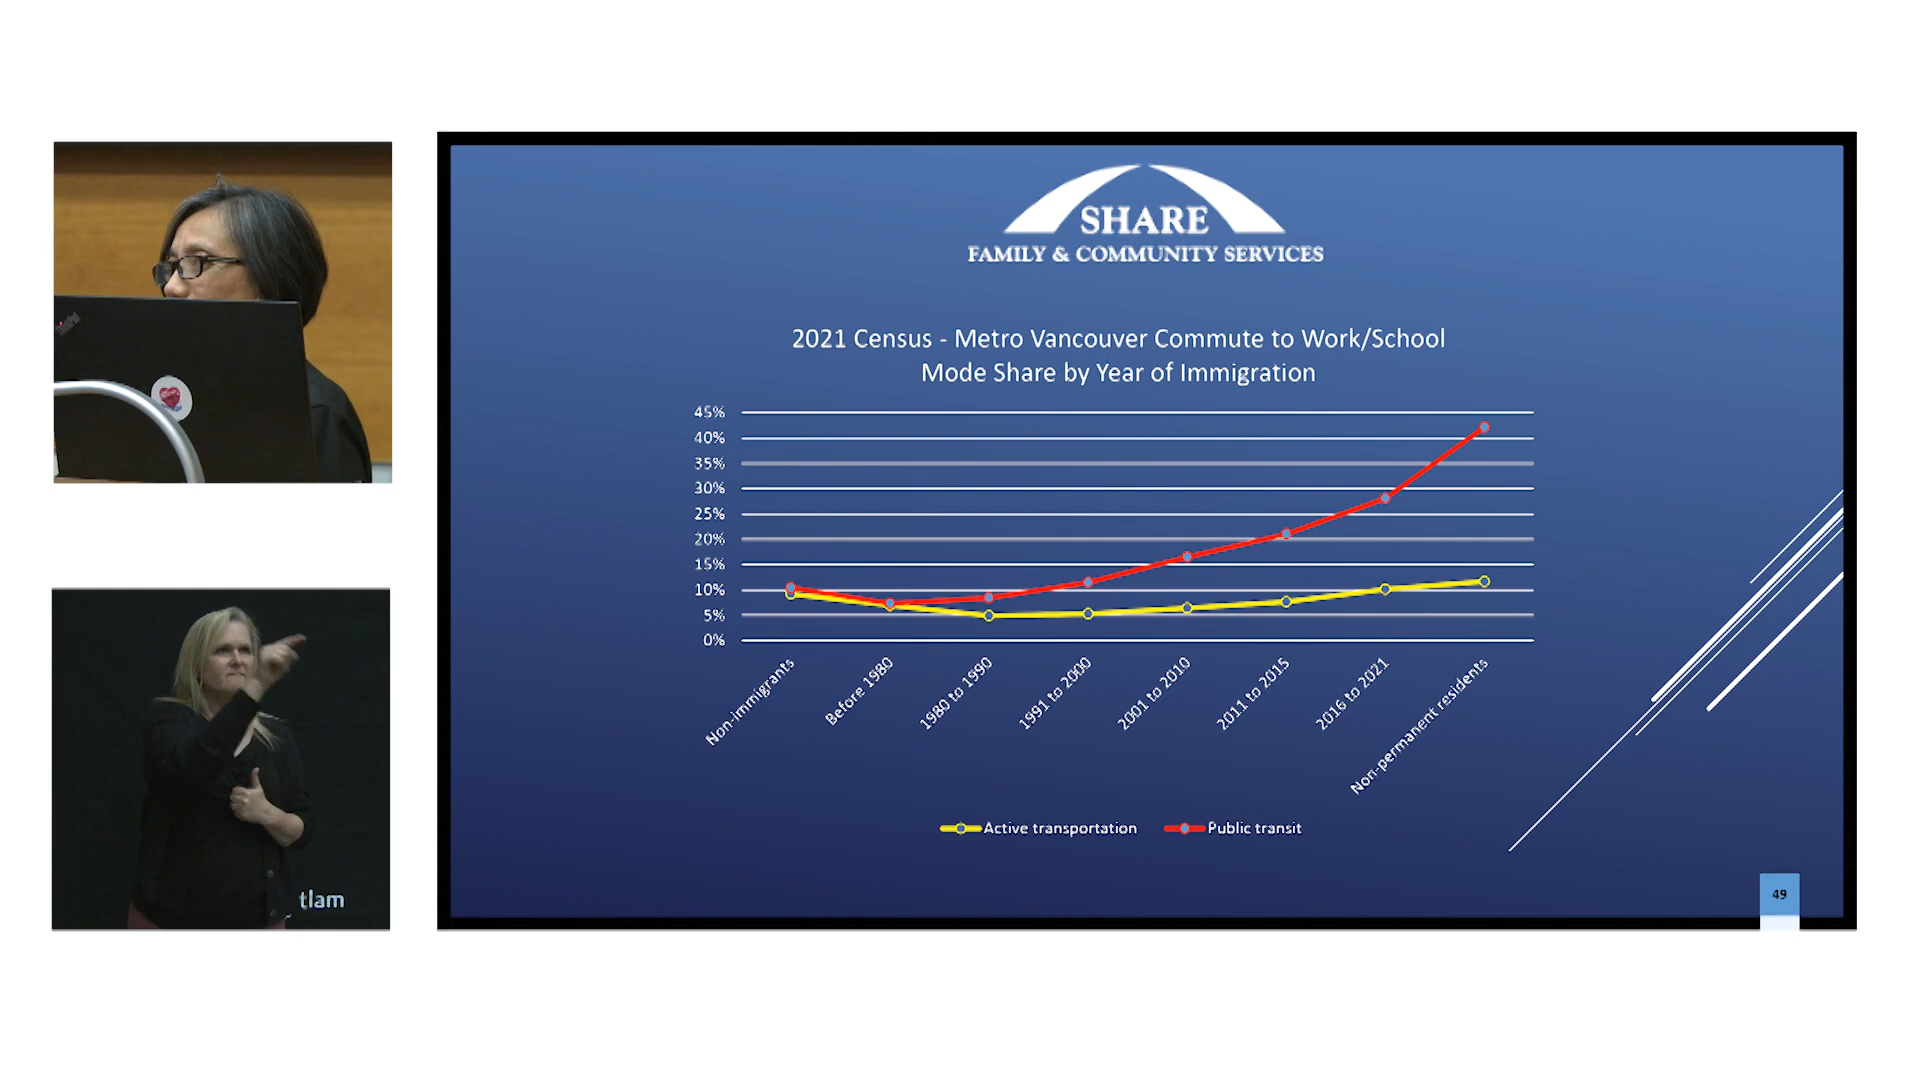 ThinkPad
tlam
SHARE
FAMILY & COMMUNITY SERVICES
2021 Census - Metro Vancouver Commute to Work/School
Mode Share by Year of Immigration
45%
40%
35%
30%
25%
20%
15%
10%
5%
0%
Non-immigrants
Before 1980
1980 to 1990
1991 to 2000
2001 to 2010
2011 to 2015
2016 to 2021
Non-permanent residents
Active transportation
Public transit
49